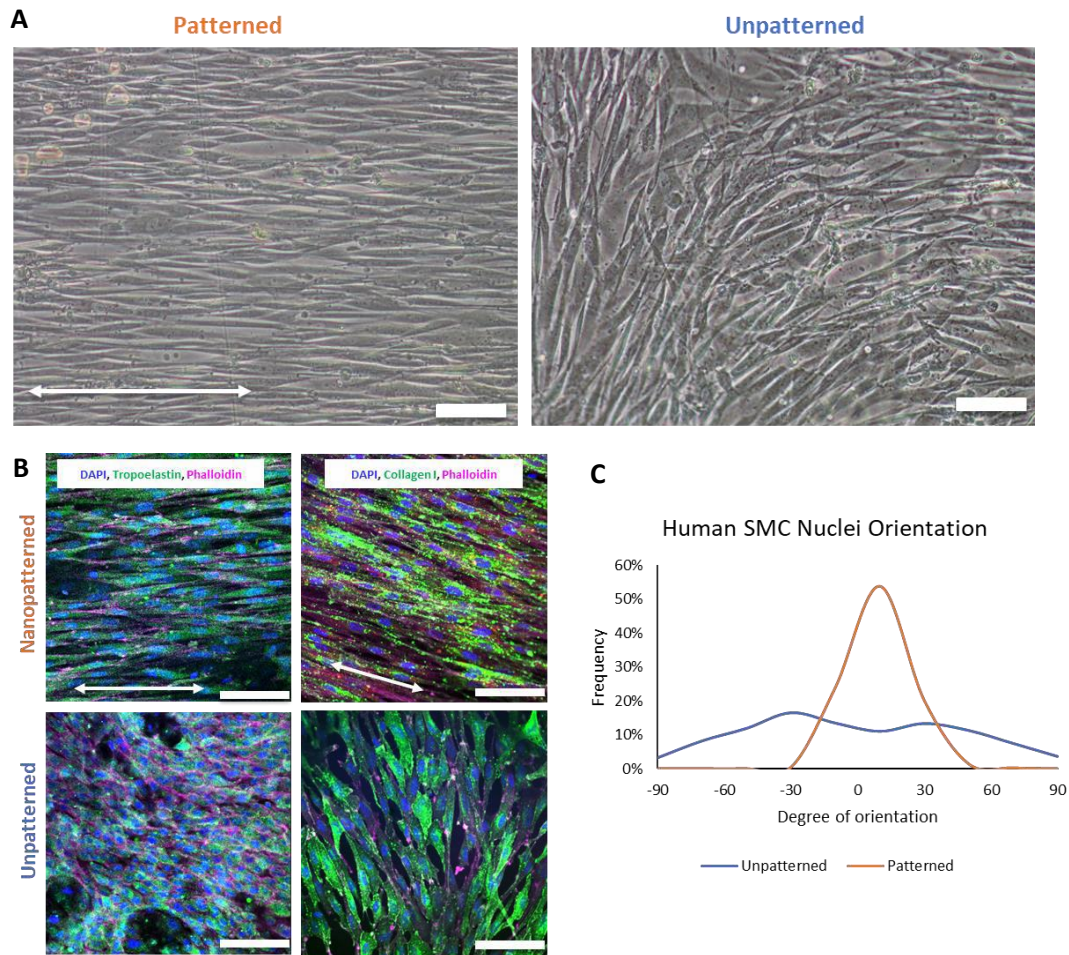 A
Patterned
Unpatterned
B
DAPI, Tropoelastin, Phalloidin
DAPI, Collagen I, Phalloidin
Nanopatterned
Unpatterned
C
Human SMC Nuclei Orientation
60%
50%
40%
30%
20%
10%
0%
Frequency
-90
-60
-30
0
30
60
90
Degree of orientation
Unpatterned
Patterned